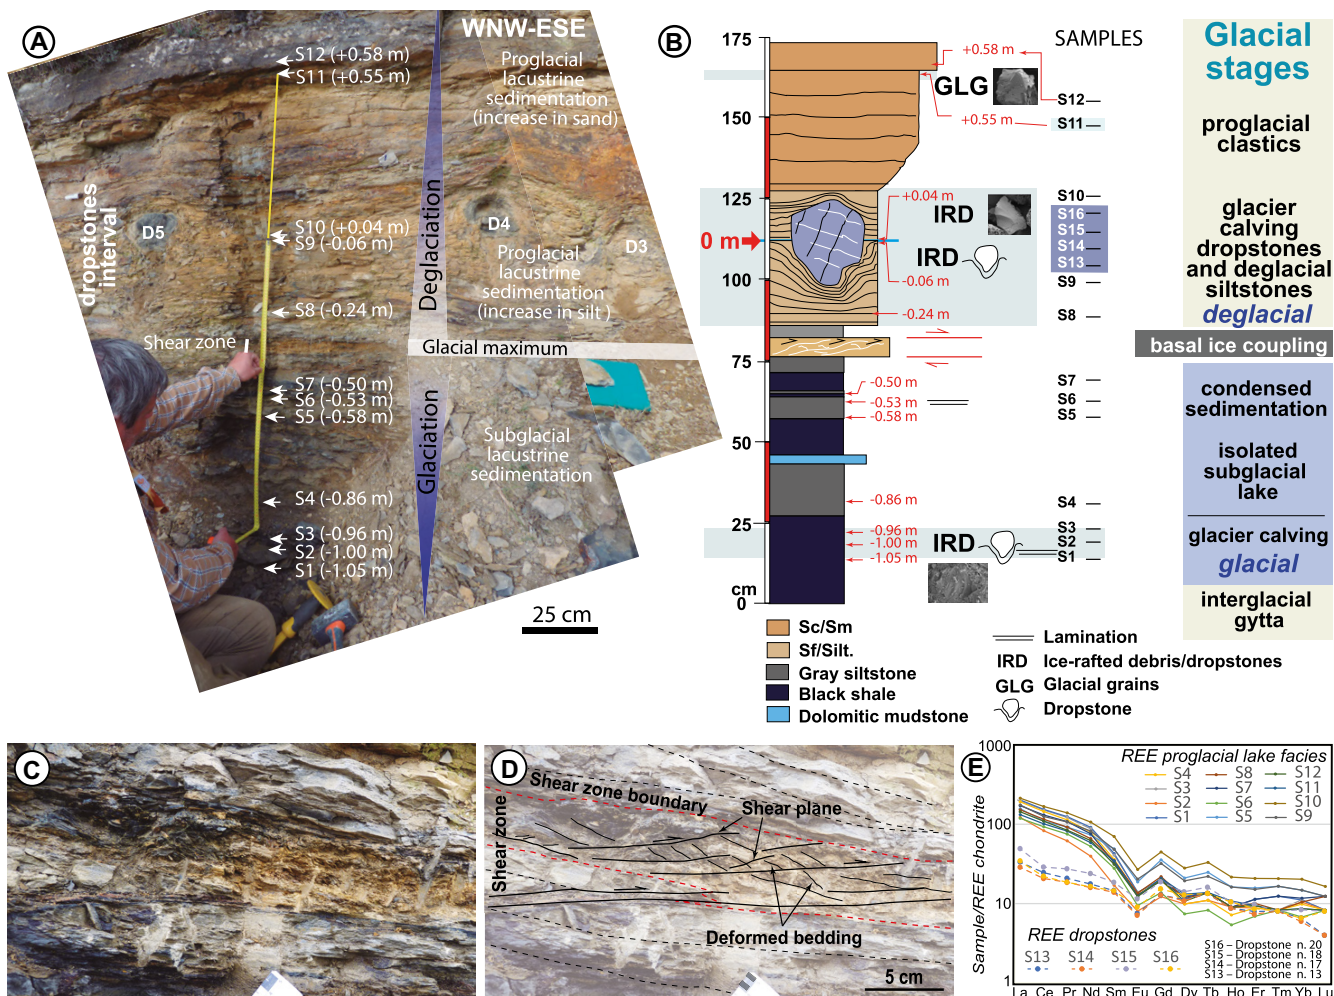 A
WNW-ESE
S12 (+0.58 m)
S11 (+0.55 m)
Proglacial
lacustrine
sedimentation
(increase in sand)
dropstones
interval
D5
S10 (+0.04 m)
S9 (-0.06 m)
D4
D3
Deglaciation
Proglacial
lacustrine
sedimentation
(increase in silt )
S8 (-0.24 m)
Shear zone
Glacial maximum
S7 (-0.50 m)
S6 (-0.53 m)
S5 (-0.58 m)
Glaciation
Subglacial
lacustrine
sedimentation
S4 (-0.86 m)
S3 (-0.96 m)
S2 (-1.00 m)
S1 (-1.05 m)
25 cm
B
175
150
125
0 m
100
75
50
25
cm
0
+0.58 m
GLG
+0.55 m
+0.04 m
IRD
IRD
-0.06 m
-0.24 m
-0.50 m
-0.53 m
-0.58 m
-0.86 m
-0.96 m
-1.00 m
-1.05 m
IRD
SAMPLES
S12
S11
S10
S16
S15
S14
S13
S9
S8
S7
S6
S5
S4
S3
S2
S1
Glacial
stages
proglacial
clastics
glacier
calving
dropstones
and deglacial
siltstones
deglacial
basal ice coupling
condensed
sedimentation
isolated
subglacial
lake
glacier calving
glacial
interglacial
gytta
Sc/Sm
Sf/Silt.
Gray siltstone
Black shale
Dolomitic mudstone
Lamination
IRD Ice-rafted debris/dropstones
GLG Glacial grains
Dropstone
C
D
Shear zone boundary
Shear plane
Shear zone
Deformed bedding
5 cm
E
Sample/REE chondrite
1000
100
10
1
REE proglacial lake facies
S4 S8 S12
S3 S7 S11
S2 S6 S10
S1 S5 S9
REE dropstones
S13 S14 S15 S16
S16 – Dropstone n. 20
S15 – Dropstone n. 18
S14 – Dropstone n. 17
S13 – Dropstone n. 13
La Ce Pr Nd Sm Eu Gd Dy Tb Ho Er Tm Yb Lu